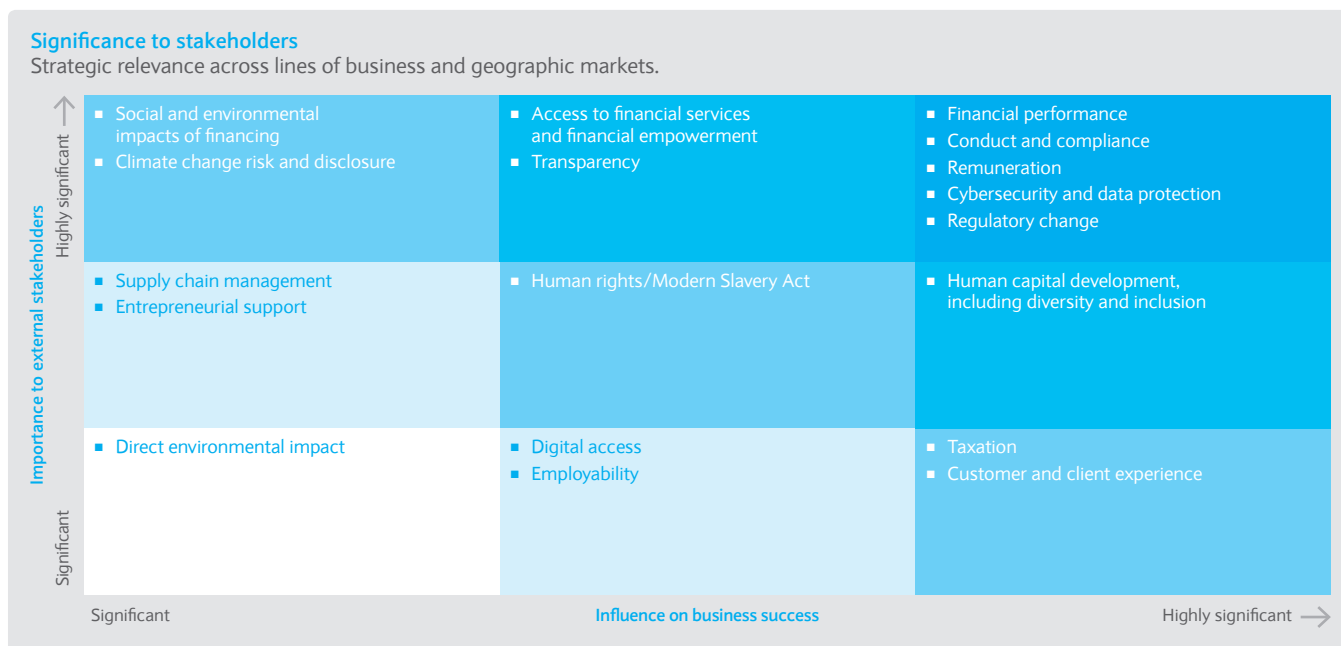 Significance to stakeholders
Strategic relevance across lines of business and geographic markets.
Importance to external stakeholders
Highly significant
Significant
▪ Social and environmental
impacts of financing
▪ Climate change risk and disclosure
▪ Access to financial services
and financial empowerment
▪ Transparency
▪ Financial performance
▪ Conduct and compliance
▪ Remuneration
▪ Cybersecurity and data protection
▪ Regulatory change
▪ Supply chain management
▪ Entrepreneurial support
▪ Human rights/Modern Slavery Act
▪ Human capital development,
including diversity and inclusion
▪ Direct environmental impact
▪ Digital access
▪ Employability
▪ Taxation
▪ Customer and client experience
Significant
Influence on business success
Highly significant